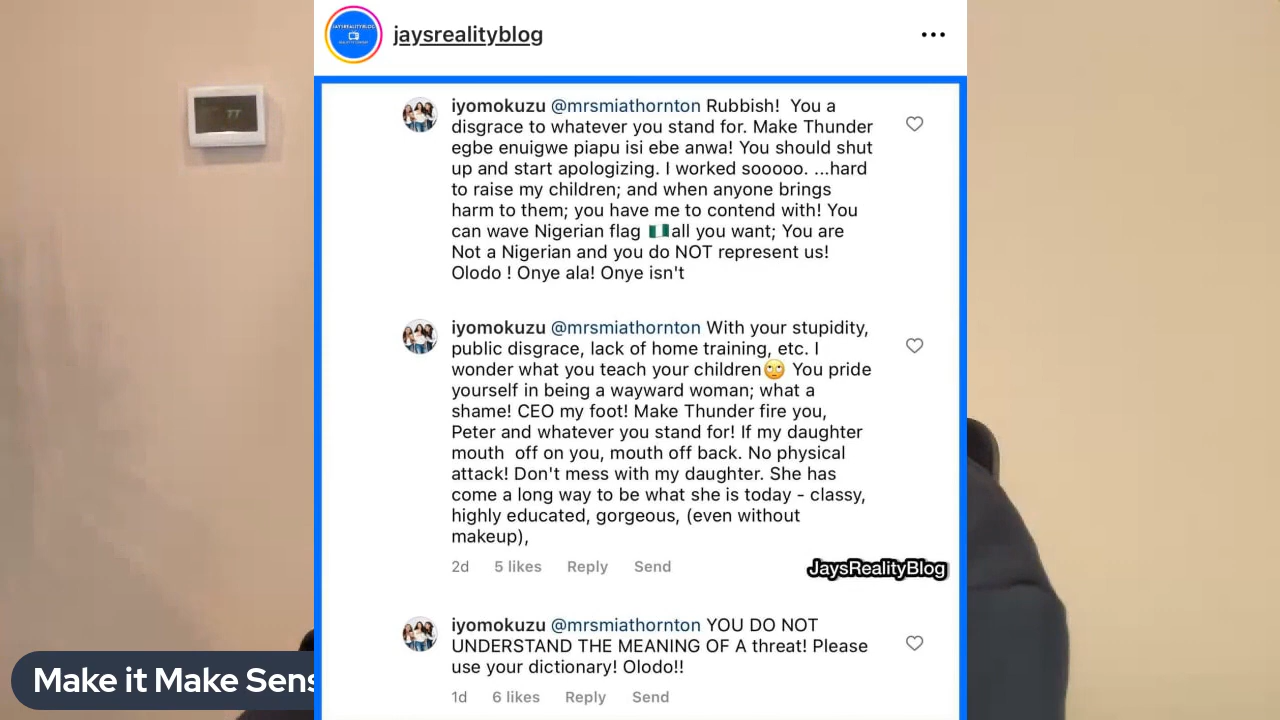 jaysrealityblog
iyomokuzu @mrsmiathornton Rubbish! You a
disgrace to whatever you stand for. Make Thunder
egbe enuigwe piapu isi ebe anwa! You should shut
up and start apologizing. I worked sooooo. ...hard
to raise my children; and when anyone brings
harm to them; you have me to contend with! You
can wave Nigerian flag 🇳🇬all you want; You are
Not a Nigerian and you do NOT represent us!
Olodo ! Onye ala! Onye isn't
iyomokuzu @mrsmiathornton With your stupidity,
public disgrace, lack of home training, etc. I
wonder what you teach your children🙄 You pride
yourself in being a wayward woman; what a
shame! CEO my foot! Make Thunder fire you,
Peter and whatever you stand for! If my daughter
mouth off on you, mouth off back. No physical
attack! Don't mess with my daughter. She has
come a long way to be what she is today - classy,
highly educated, gorgeous, (even without
makeup),
2d 5 likes Reply Send
JaysRealityBlog
iyomokuzu @mrsmiathornton YOU DO NOT
UNDERSTAND THE MEANING OF A threat! Please
use your dictionary! Olodo!!
1d 6 likes Reply Send
Make it Make Sens